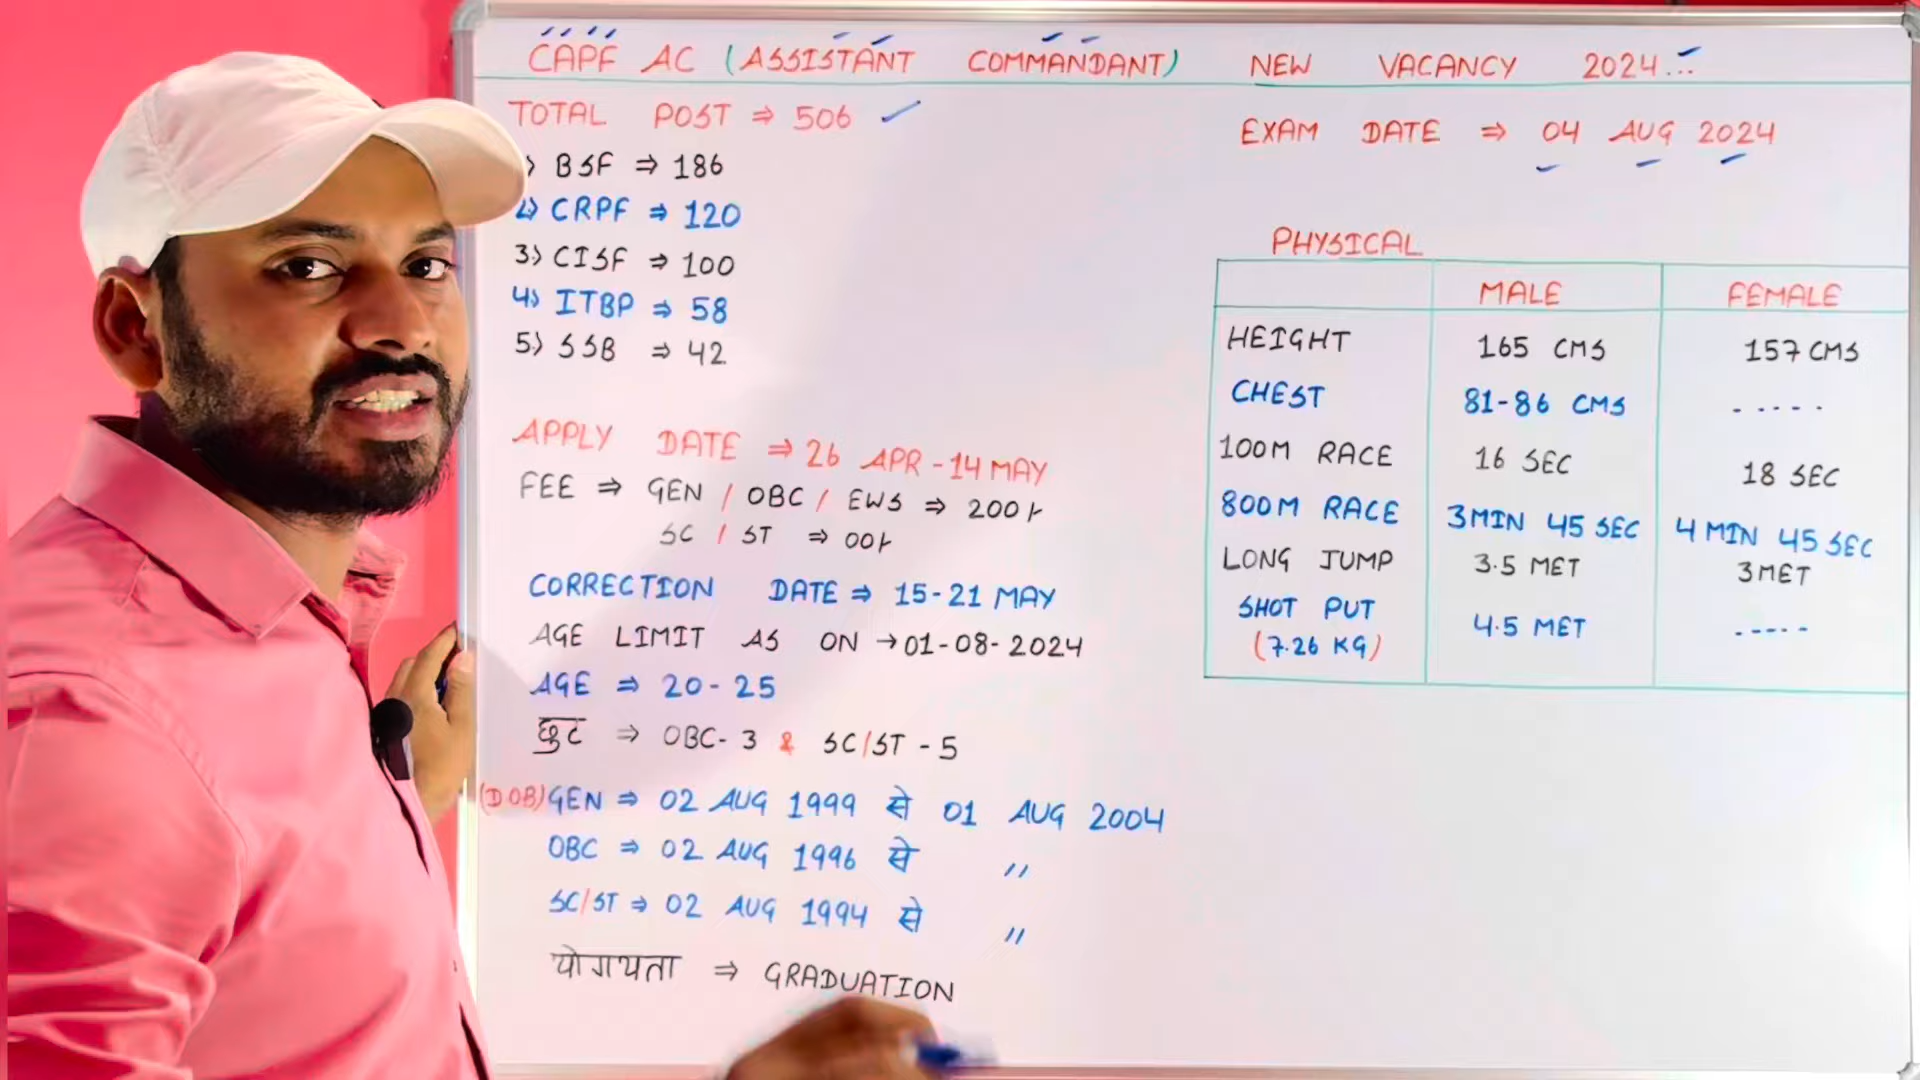 CAPF AC (ASSISTANT COMMANDANT) NEW VACANCY 2024...
TOTAL POST ⇒ 506
) BSF ⇒ 186
2) CRPF ⇒ 120
3) CISF ⇒ 100
4) ITBP ⇒ 58
5) SSB ⇒ 42
APPLY DATE ⇒ 26 APR - 14 MAY
FEE ⇒ GEN / OBC / EWS ⇒ 200/-
SC / ST ⇒ 00/-
CORRECTION DATE ⇒ 15-21 MAY
AGE LIMIT AS ON → 01-08-2024
AGE ⇒ 20-25
छुट ⇒ OBC-3 & SC/ST-5
(DOB) GEN ⇒ 02 AUG 1999 से 01 AUG 2004
OBC ⇒ 02 AUG 1996 से "
SC/ST ⇒ 02 AUG 1994 से "
योगयता ⇒ GRADUATION
EXAM DATE ⇒ 04 AUG 2024
PHYSICAL
MALE FEMALE
HEIGHT 165 CMS 157 CMS
CHEST 81-86 CMS -----
100M RACE 16 SEC 18 SEC
800M RACE 3MIN 45 SEC 4 MIN 45 SEC
LONG JUMP 3.5 MET 3MET
SHOT PUT 4.5 MET -----
(7.26 KG)